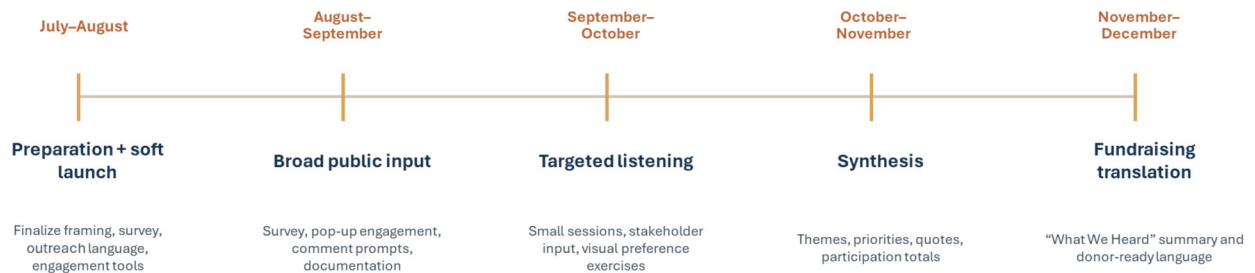 July–August
August–
September
September–
October
October–
November
November–
December
Preparation + soft
launch
Broad public input
Targeted listening
Synthesis
Fundraising
translation
Finalize framing, survey,
outreach language,
engagement tools
Survey, pop-up engagement,
comment prompts,
documentation
Small sessions, stakeholder
input, visual preference
exercises
Themes, priorities, quotes,
participation totals
“What We Heard” summary and
donor-ready language